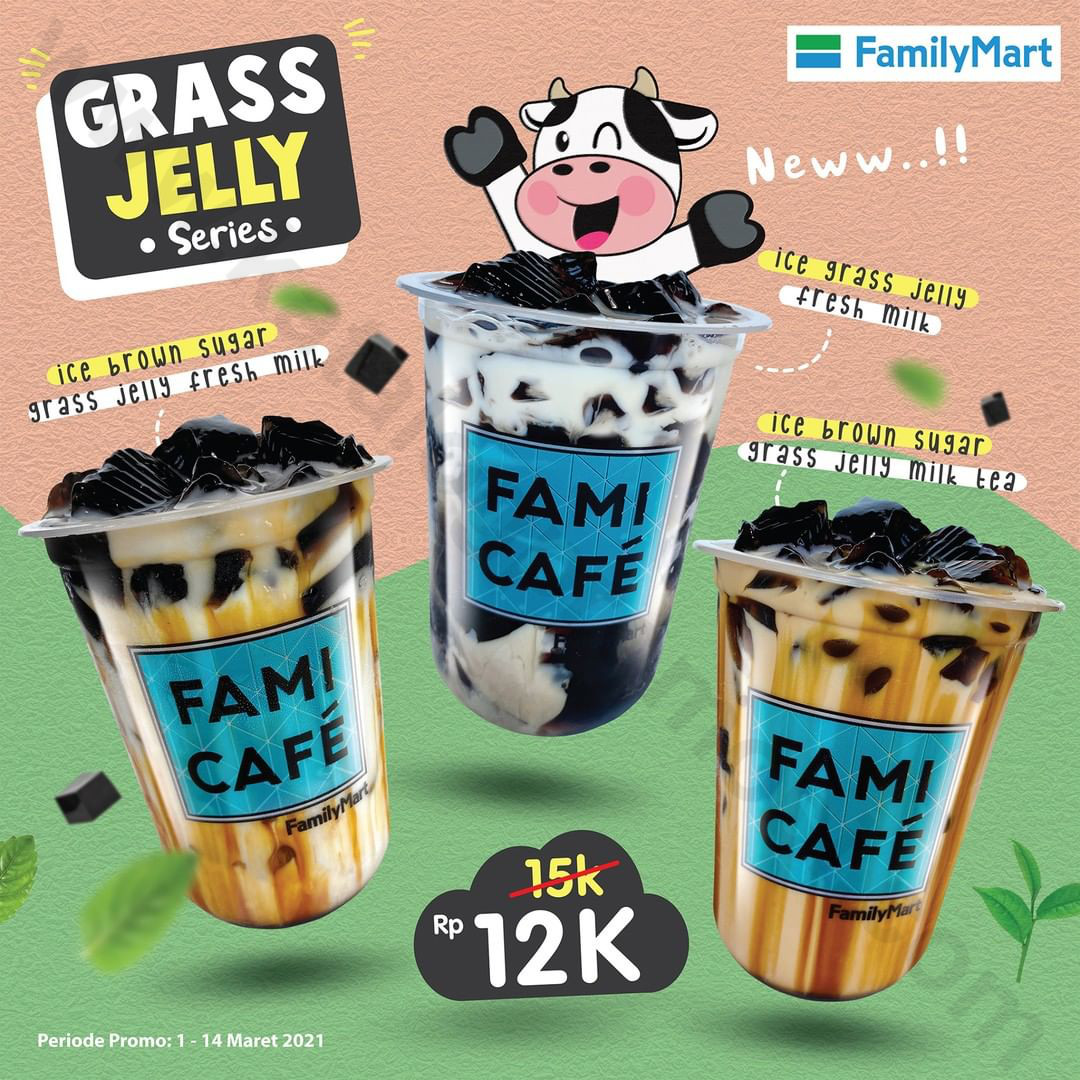 GRASS
JELLY
• Series •
FamilyMart
Neww..!!
ice grass jelly
fresh milk
ice brown sugar
grass jelly fresh milk
ice brown sugar
grass jelly milk tea
FAMI
CAFÉ
FAMI
CAFÉ
FamilyMart
FAMI
CAFÉ
FamilyMart
15k
Rp 12K
Periode Promo: 1 - 14 Maret 2021